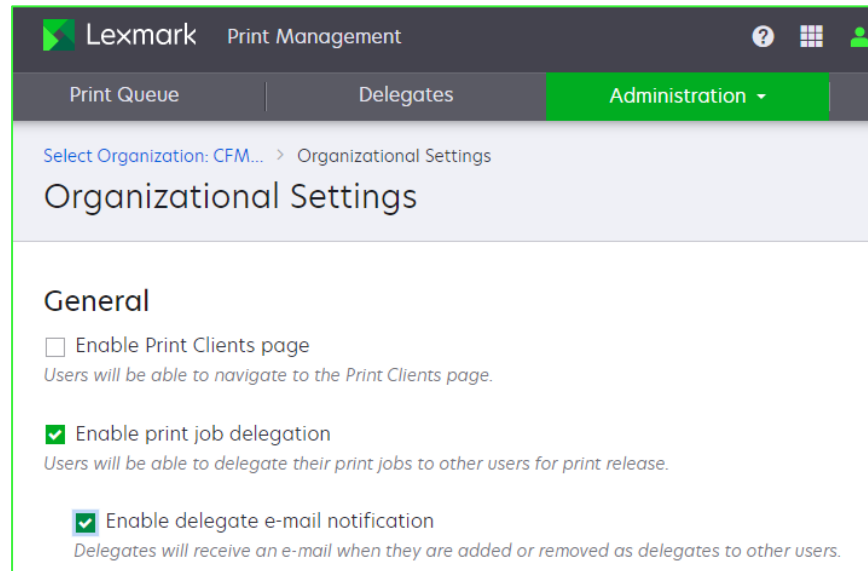 Lexmark Print Management
Print Queue Delegates Administration
Select Organization: CFM... > Organizational Settings
Organizational Settings
General
Enable Print Clients page
Users will be able to navigate to the Print Clients page.
Enable print job delegation
Users will be able to delegate their print jobs to other users for print release.
Enable delegate e-mail notification
Delegates will receive an e-mail when they are added or removed as delegates to other users.